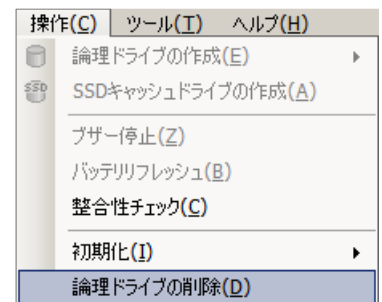 操作(C) ツール(T) ヘルプ(H)
論理ドライブの作成(E)
SSD SSDキャッシュドライブの作成(A)
ブザー停止(Z)
バッテリリフレッシュ(B)
整合性チェック(C)
初期化(I)
論理ドライブの削除(D)